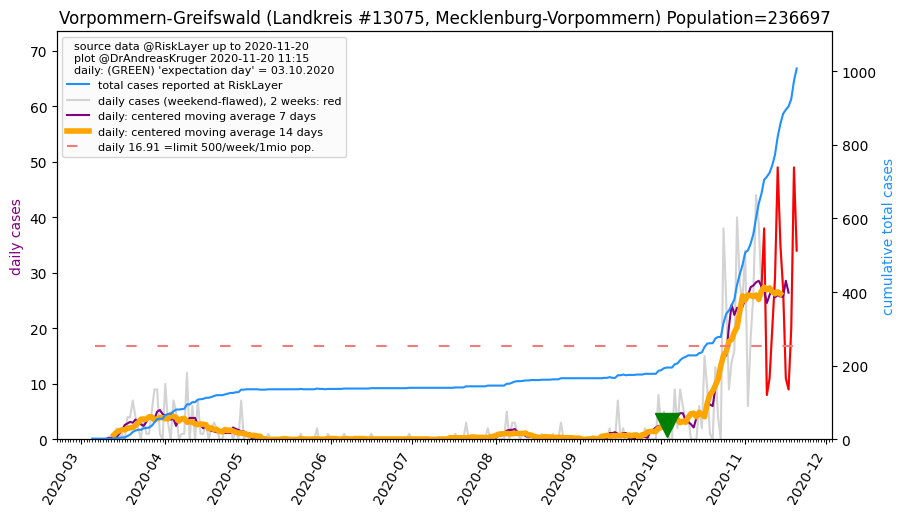 Vorpommern-Greifswald (Landkreis #13075, Mecklenburg-Vorpommern) Population=236697
source data @RiskLayer up to 2020-11-20
plot @DrAndreasKruger 2020-11-20 11:15
daily: (GREEN) 'expectation day' = 03.10.2020
total cases reported at RiskLayer
daily cases (weekend-flawed), 2 weeks: red
daily: centered moving average 7 days
daily: centered moving average 14 days
daily 16.91 =limit 500/week/1mio pop.
daily cases
70
60
50
40
30
20
10
0
cumulative total cases
1000
800
600
400
200
0
2020-03
2020-04
2020-05
2020-06
2020-07
2020-08
2020-09
2020-10
2020-11
2020-12